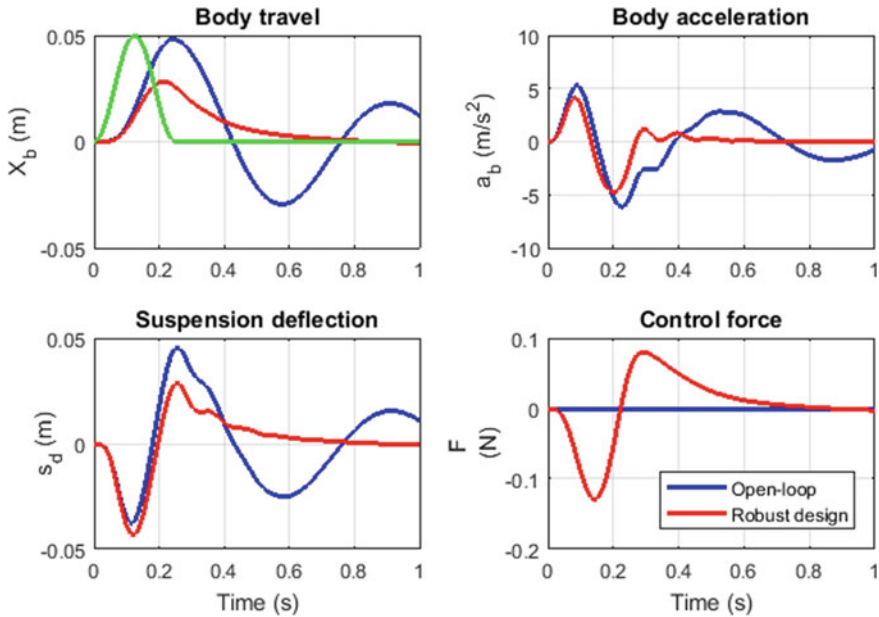 Body travel
0.05
0
-0.05
X_b (m)
0 0.2 0.4 0.6 0.8 1
Body acceleration
10
5
0
-5
-10
a_b (m/s²)
0 0.2 0.4 0.6 0.8 1
Suspension deflection
0.05
0
-0.05
s_d (m)
0 0.2 0.4 0.6 0.8 1
Time (s)
Control force
0.1
0
-0.1
-0.2
F
(N)
Open-loop
Robust design
0 0.2 0.4 0.6 0.8 1
Time (s)